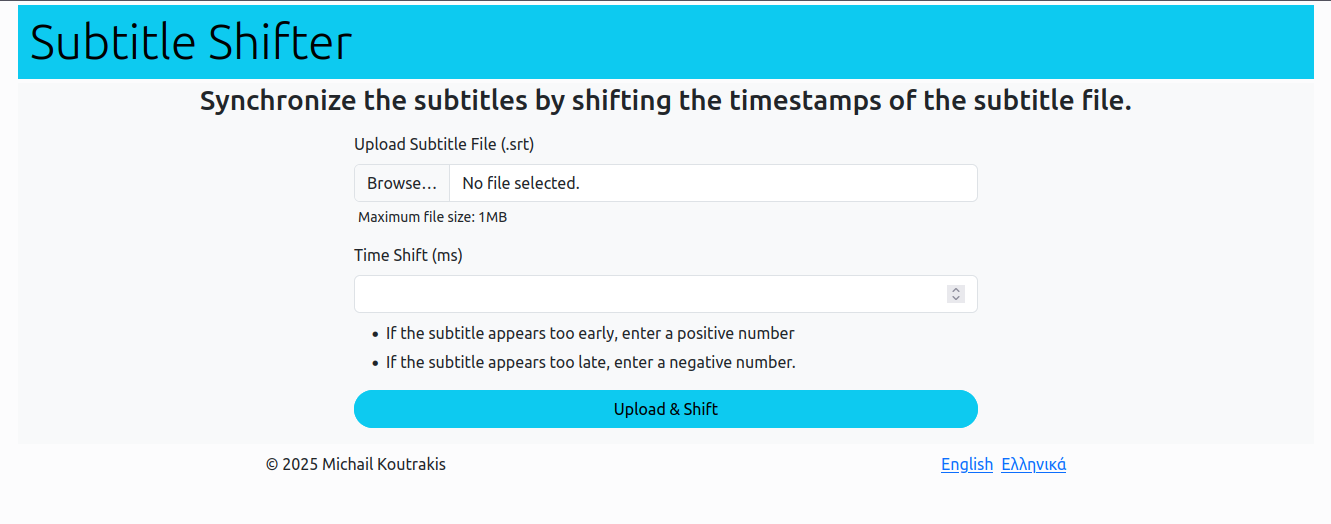 Subtitle Shifter
Synchronize the subtitles by shifting the timestamps of the subtitle file.
Upload Subtitle File (.srt)
Browse… No file selected.
Maximum file size: 1MB
Time Shift (ms)
• If the subtitle appears too early, enter a positive number
• If the subtitle appears too late, enter a negative number.
Upload & Shift
© 2025 Michail Koutrakis English Ελληνικά